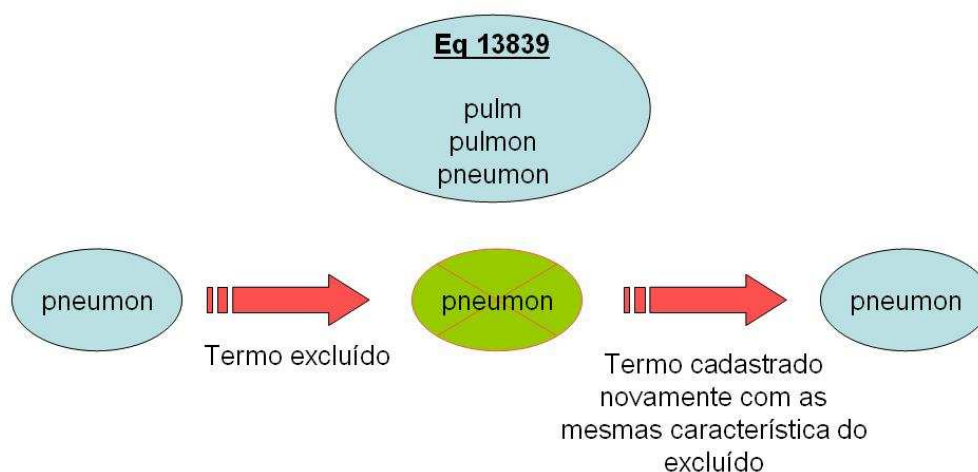 Eq 13839
pulm
pulmon
pneumon
pneumon
pneumon
pneumon
Termo excluído
Termo cadastrado
novamente com as
mesmas característica do
excluído